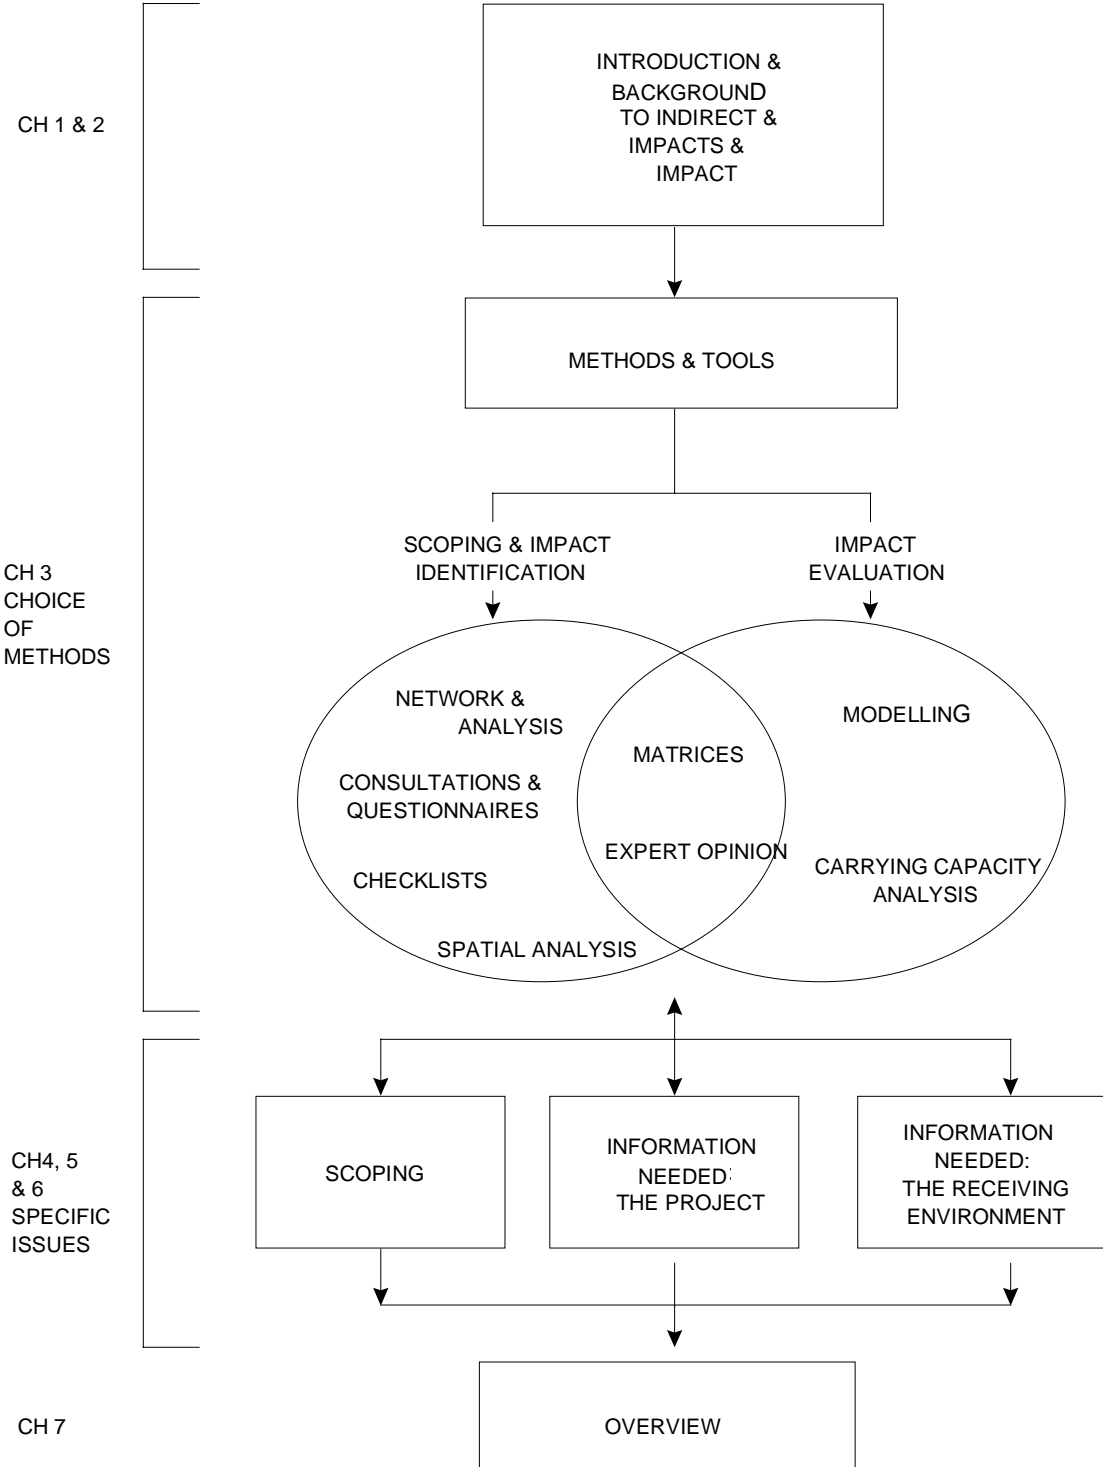 INTRODUCTION &
BACKGROUND
TO INDIRECT &
IMPACTS &
IMPACT
CH 1 & 2
METHODS & TOOLS
SCOPING & IMPACT
IDENTIFICATION
IMPACT
EVALUATION
CH 3
CHOICE
OF
METHODS
NETWORK &
ANALYSIS
CONSULTATIONS &
QUESTIONNAIRES
CHECKLISTS
SPATIAL ANALYSIS
MATRICES
EXPERT OPINION
MODELLING
CARRYING CAPACITY
ANALYSIS
CH4, 5
& 6
SPECIFIC
ISSUES
SCOPING
INFORMATION
NEEDED:
THE PROJECT
INFORMATION
NEEDED:
THE RECEIVING
ENVIRONMENT
CH 7
OVERVIEW